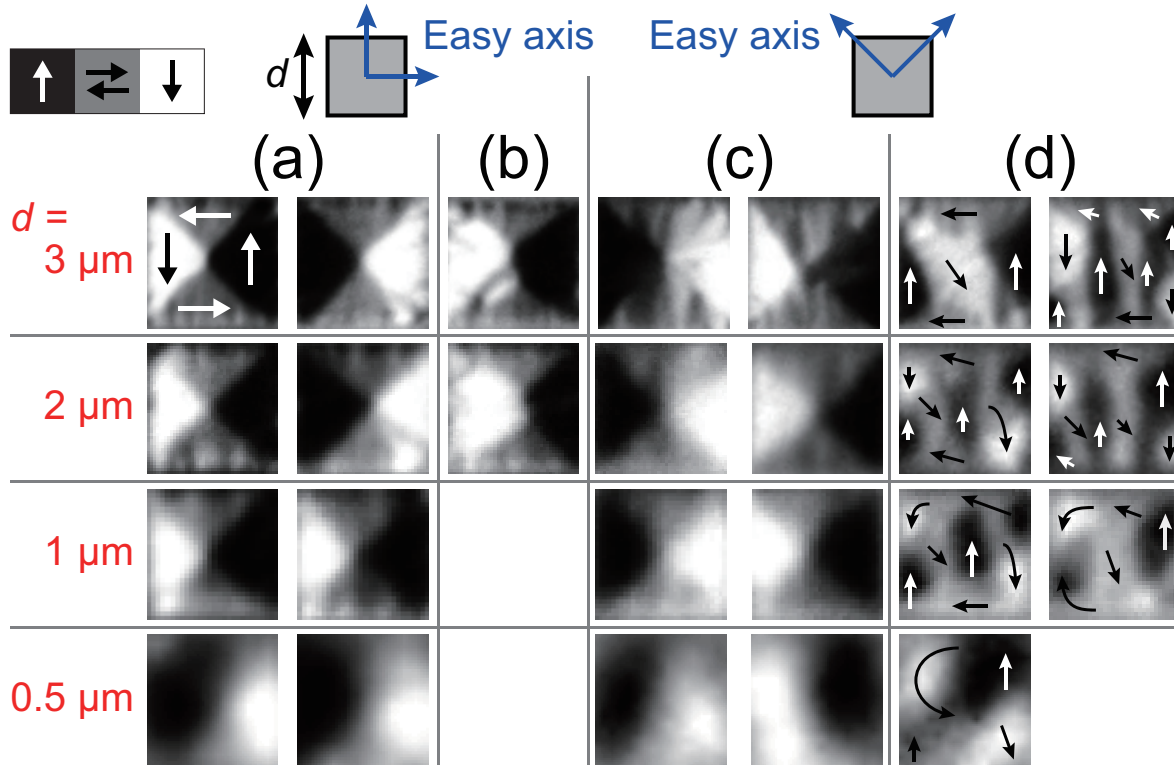 Easy axis
Easy axis
d
(a) (b) (c) (d)
d =
3 µm
2 µm
1 µm
0.5 µm